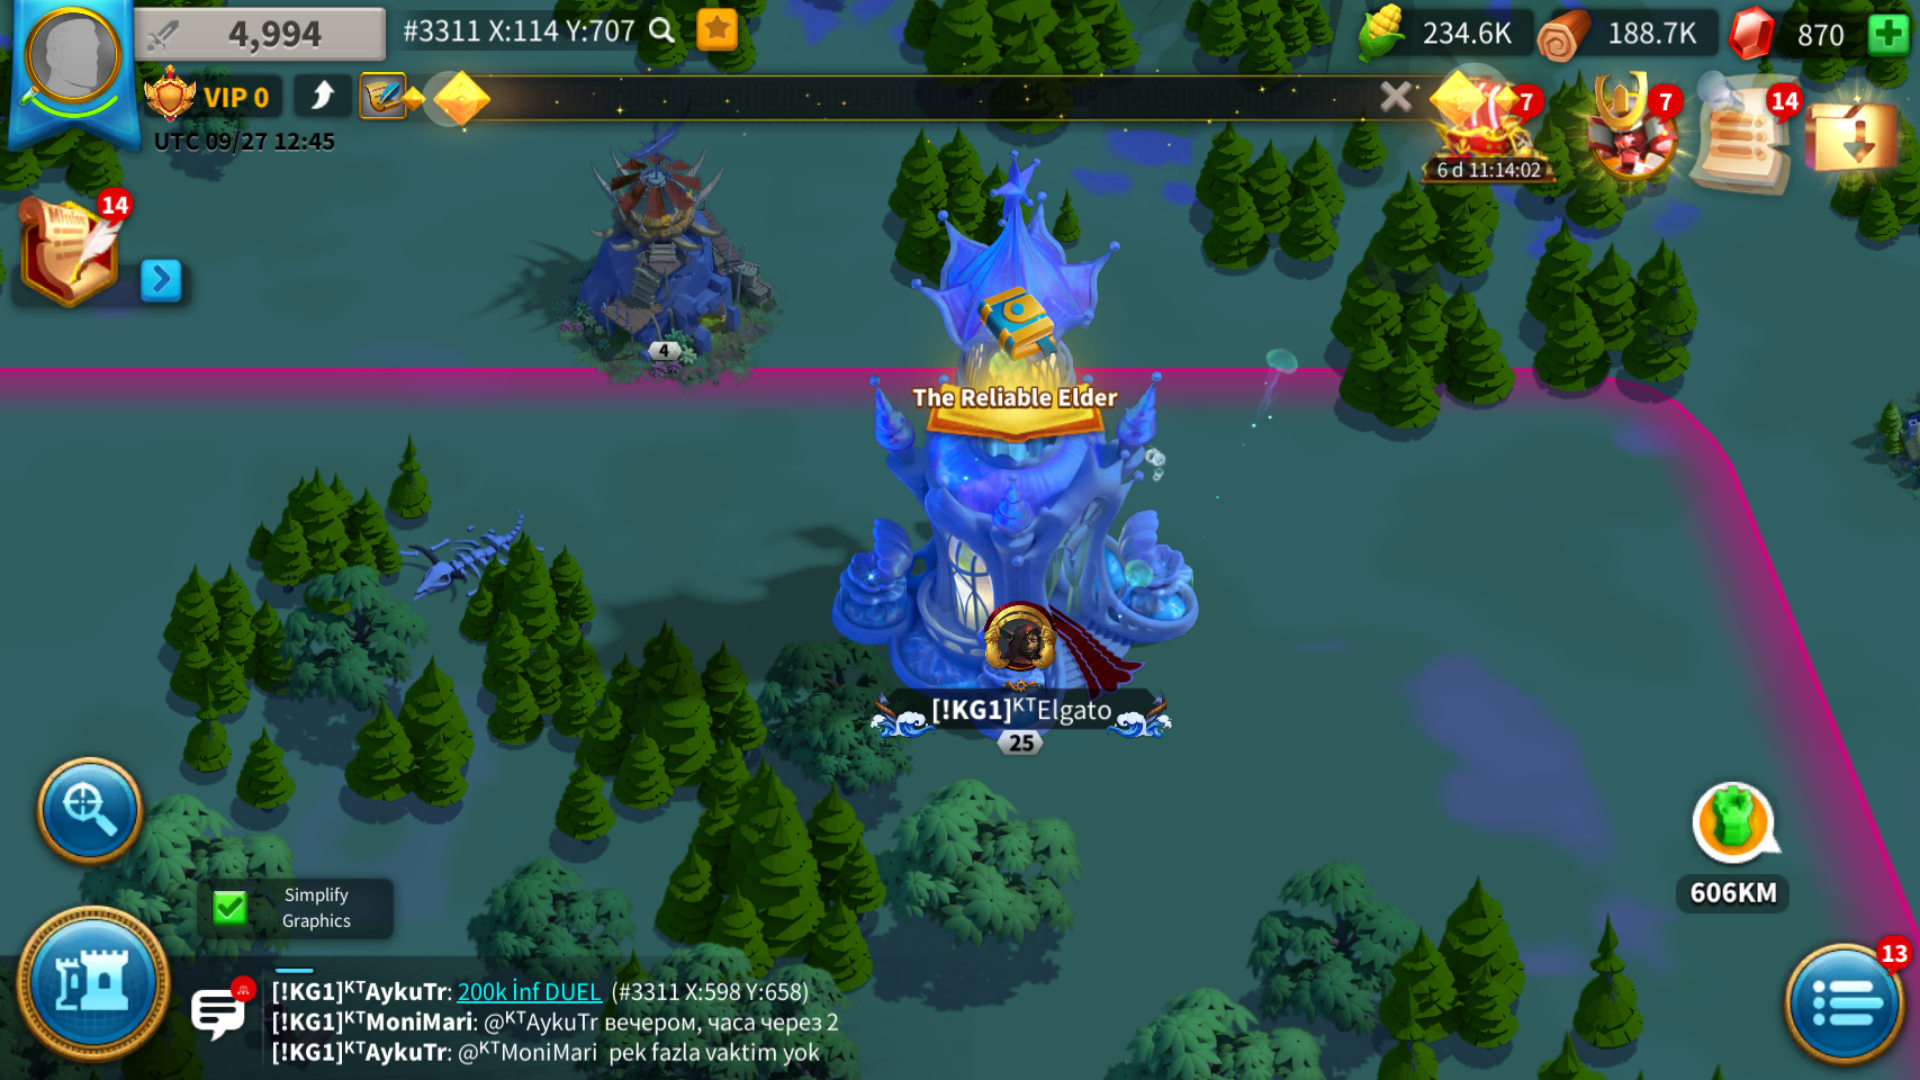 4,994
#3311 X:114 Y:707
234.6K
188.7K
870
VIP 0
UTC 09/27 12:45
7
6 d 11:14:02
7
14
Mission
14
4
The Reliable Elder
[!KG1]ᴷᵀElgato
25
606KM
Simplify
Graphics
13
[!KG1]ᴷᵀAykuTr: 200k İnf DUEL (#3311 X:598 Y:658)
[!KG1]ᴷᵀMoniMari: @ᴷᵀAykuTr вечером, часа через 2
[!KG1]ᴷᵀAykuTr: @ᴷᵀMoniMari pek fazla vaktim yok